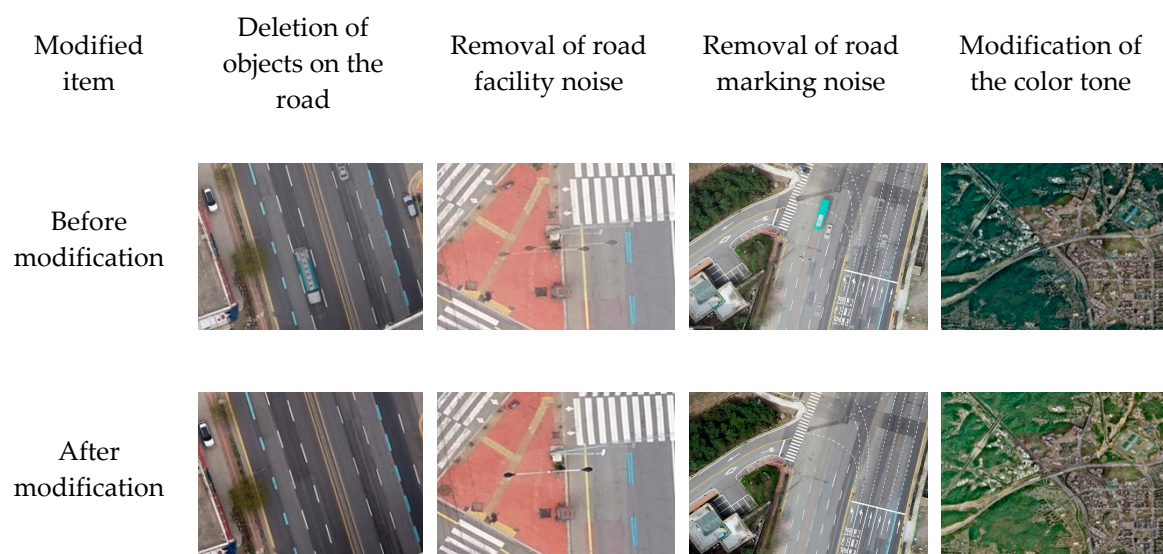 Modified
item
Deletion of
objects on the
road
Removal of road
facility noise
Removal of road
marking noise
Modification of
the color tone
Before
modification
After
modification